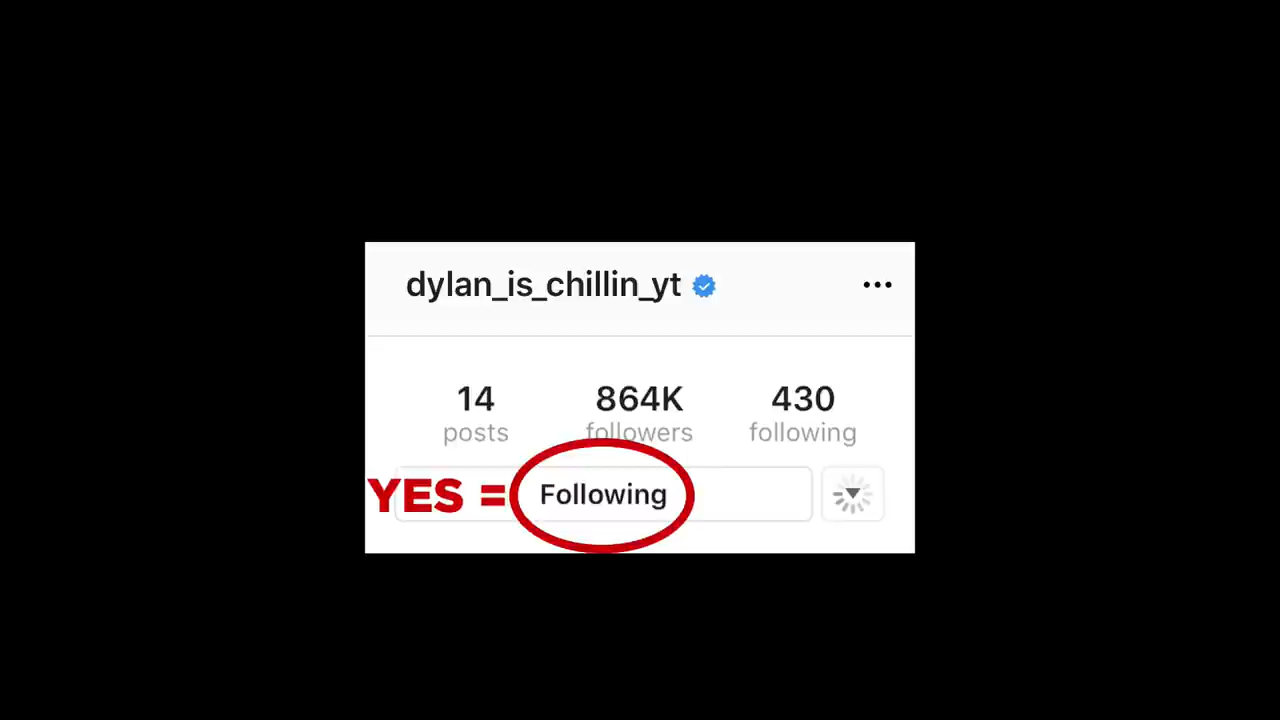 dylan_is_chillin_yt
14 864K 430
posts followers following
YES = Following